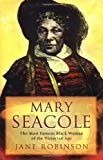 MARY
SEACOLE
The Most Famous Black Woman
of the Victorian Age
JANE ROBINSON